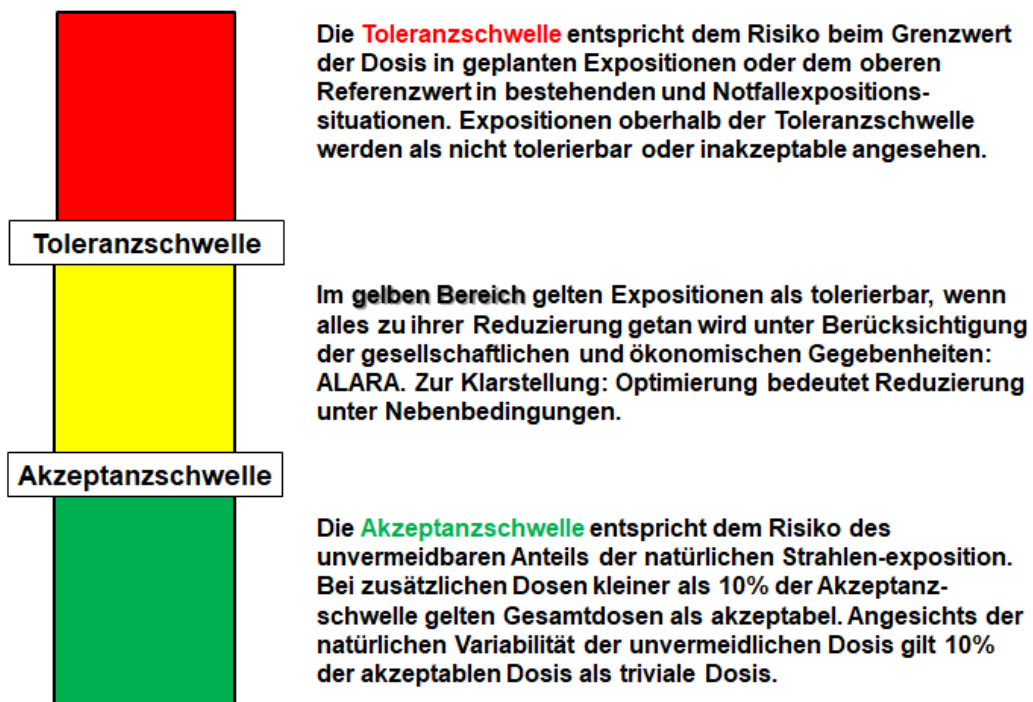 Die Toleranzschwelle entspricht dem Risiko beim Grenzwert
der Dosis in geplanten Expositionen oder dem oberen
Referenzwert in bestehenden und Notfallexpositions-
situationen. Expositionen oberhalb der Toleranzschwelle
werden als nicht tolerierbar oder inakzeptable angesehen.
Toleranzschwelle
Im gelben Bereich gelten Expositionen als tolerierbar, wenn
alles zu ihrer Reduzierung getan wird unter Berücksichtigung
der gesellschaftlichen und ökonomischen Gegebenheiten:
ALARA. Zur Klarstellung: Optimierung bedeutet Reduzierung
unter Nebenbedingungen.
Akzeptanzschwelle
Die Akzeptanzschwelle entspricht dem Risiko des
unvermeidbaren Anteils der natürlichen Strahlen-exposition.
Bei zusätzlichen Dosen kleiner als 10% der Akzeptanz-
schwelle gelten Gesamtdosen als akzeptabel. Angesichts der
natürlichen Variabilität der unvermeidlichen Dosis gilt 10%
der akzeptablen Dosis als triviale Dosis.